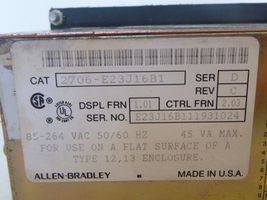 CAT 2706-E23J16B1 SER D
REV C
DSPL FRN 1.01 CTRL FRN 2.03
SER. NO. E23J16B111931024
85-264 VAC 50/60 HZ 45 VA MAX.
FOR USE ON A FLAT SURFACE OF A
TYPE 12,13 ENCLOSURE.
ALLEN-BRADLEY MADE IN U.S.A.